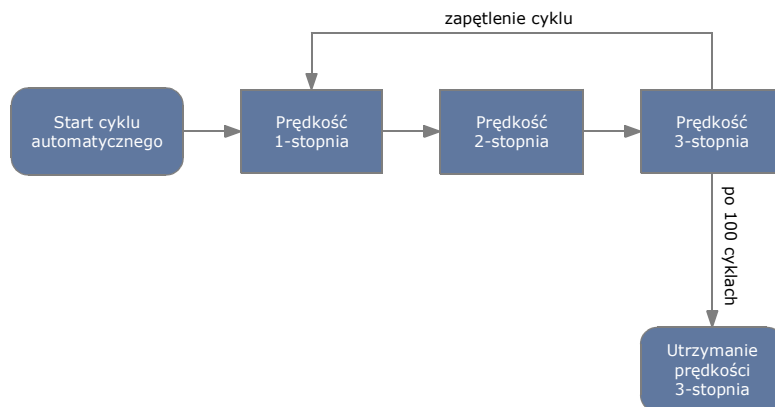 zapętlenie cyklu
Start cyklu
automatycznego
Prędkość
1-stopnia
Prędkość
2-stopnia
Prędkość
3-stopnia
po 100 cyklach
Utrzymanie
prędkości
3-stopnia